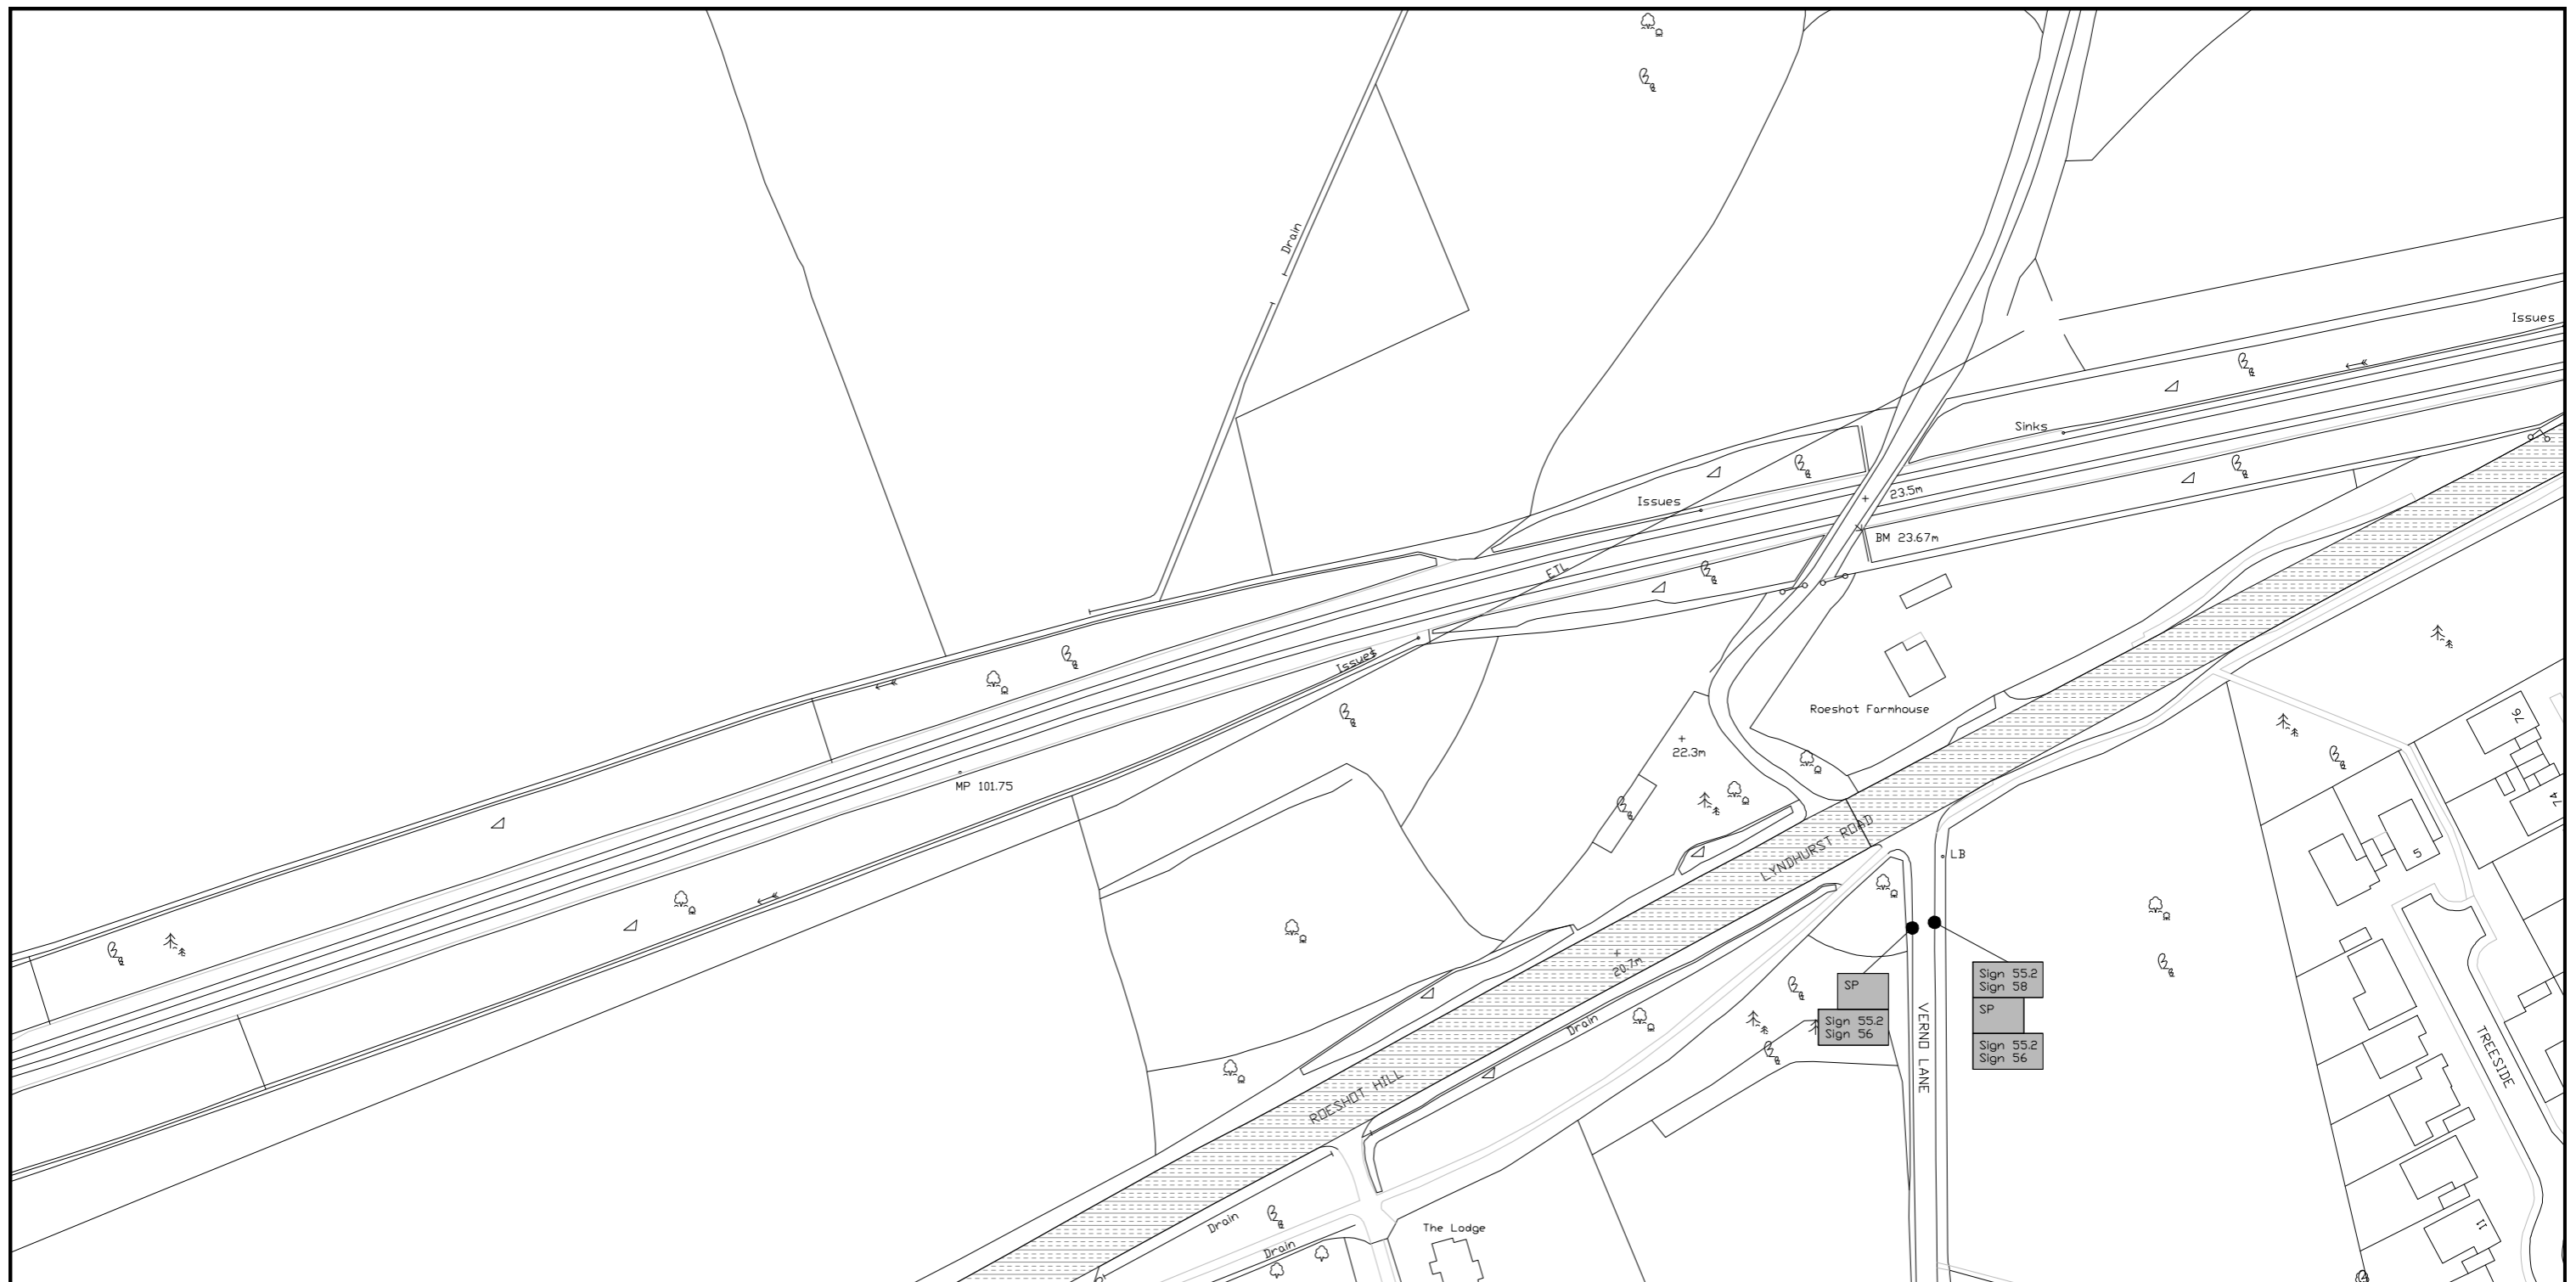 Drain
Issues
Sinks
Issues
23.5m
BM 23.67m
ETL
Issues
Roeshot Farmhouse
22.3m
MP 101.75
LYNDHURST ROAD
LB
76
74
5
20.7m
SP
Sign 55.2
Sign 56
Sign 55.2
Sign 58
SP
Sign 55.2
Sign 56
VERNO LANE
Drain
TREESIDE
ROESHOT HILL
Drain
Drain
The Lodge
11